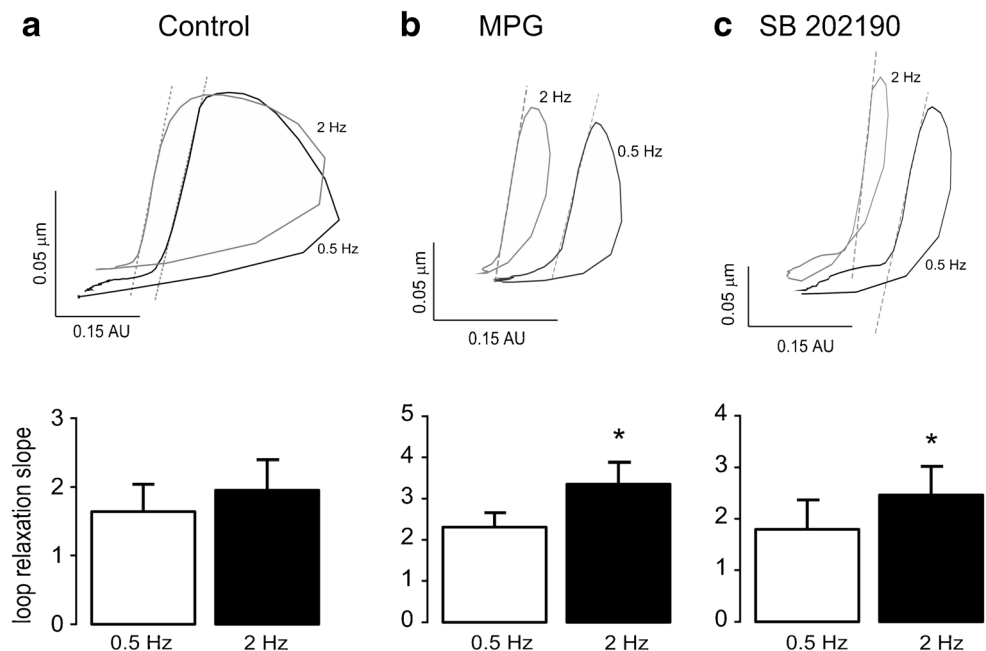 a Control b MPG c SB 202190
2 Hz
0.5 Hz
0.05 µm
0.15 AU
2 Hz
0.5 Hz
0.05 µm
0.15 AU
2 Hz
0.5 Hz
0.05 µm
0.15 AU
loop relaxation slope
3
2
1
0
0.5 Hz 2 Hz
5
4
3
2
1
0
*
0.5 Hz 2 Hz
4
3
2
1
0
*
0.5 Hz 2 Hz